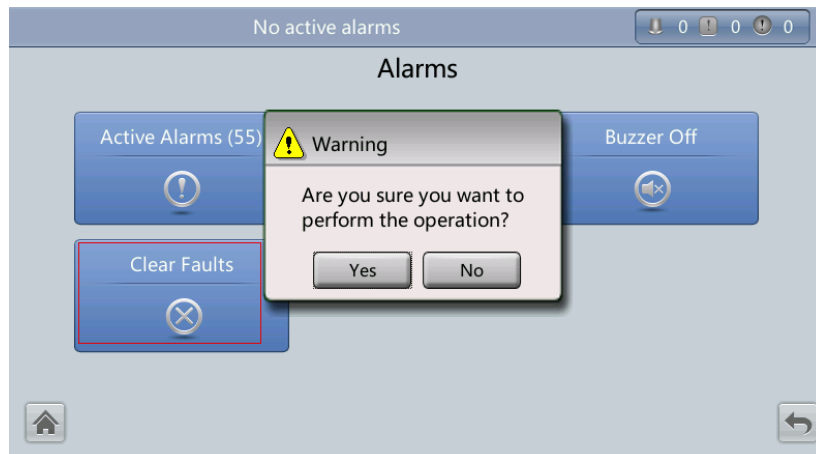 No active alarms
0 0 0
Alarms
Active Alarms (55)
Buzzer Off
Warning
Are you sure you want to
perform the operation?
Yes
No
Clear Faults